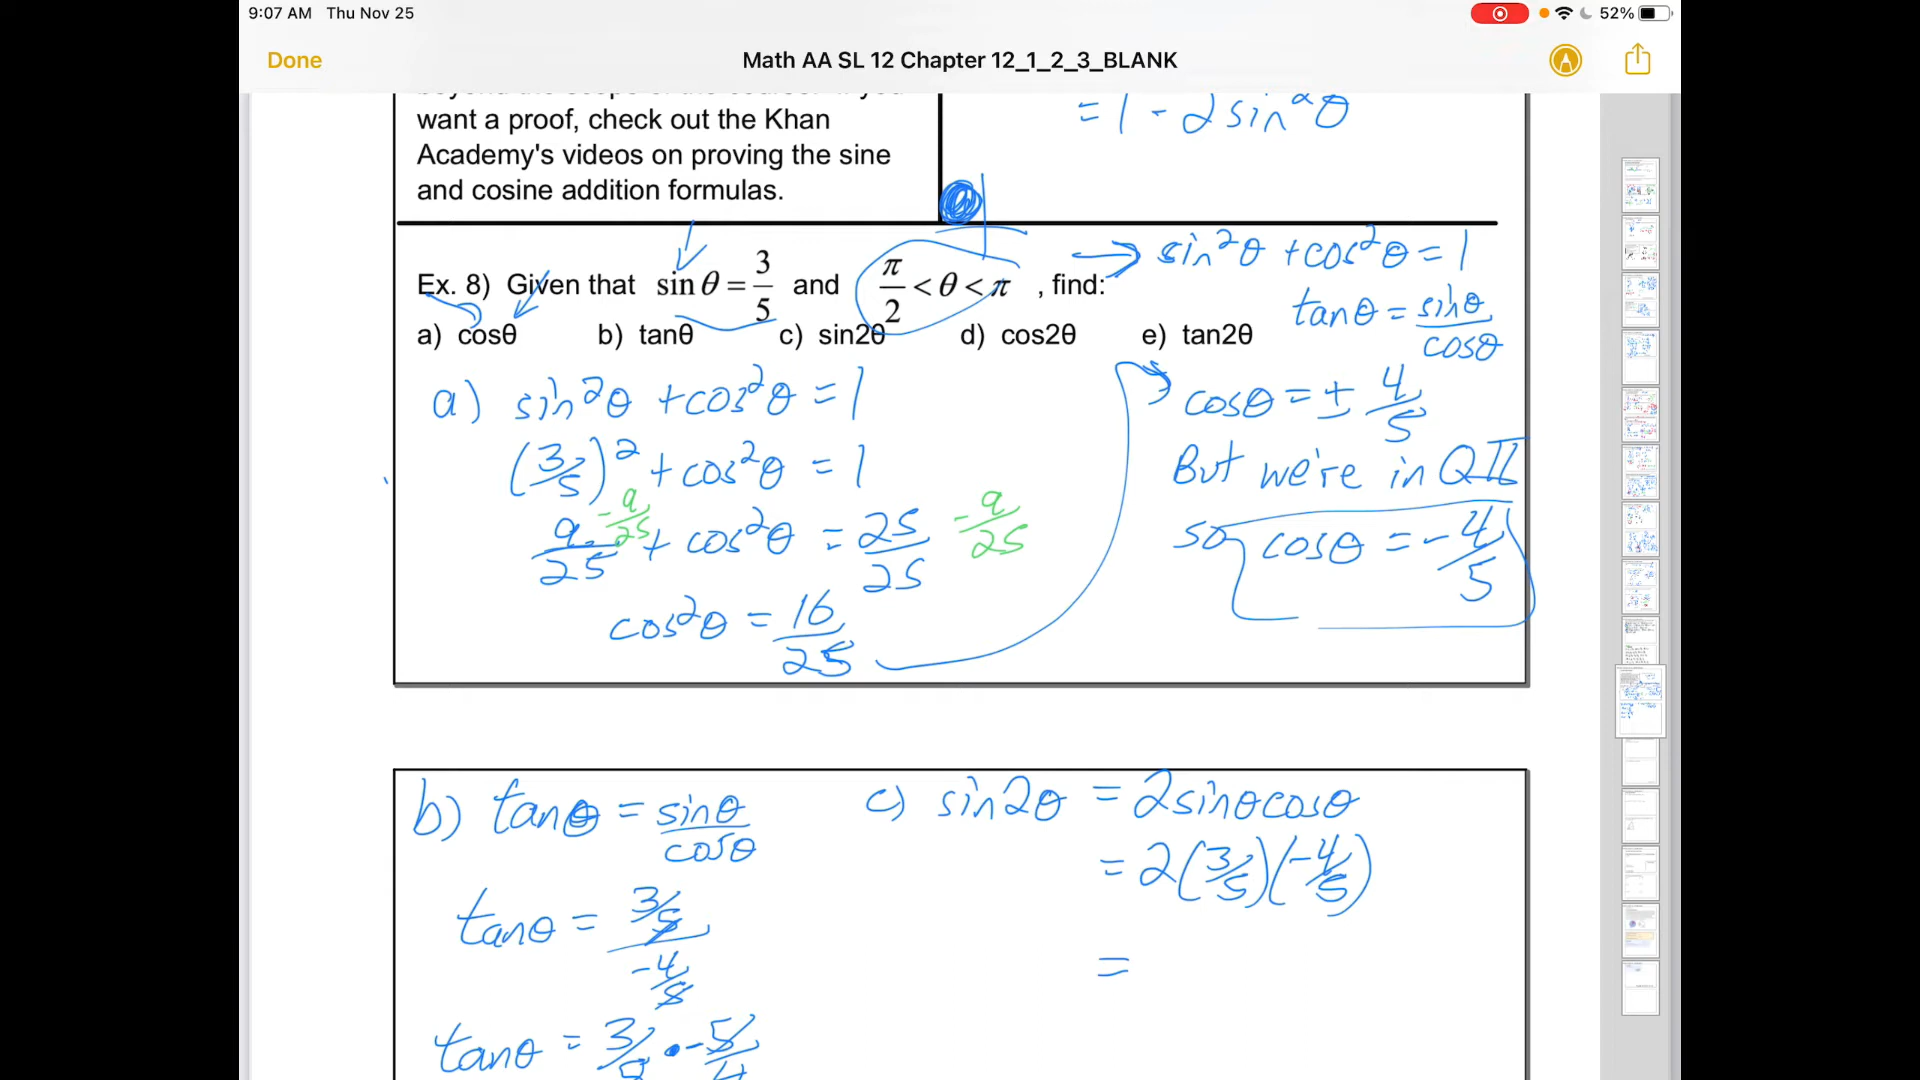 9:07 AM Thu Nov 25
52%
Done
Math AA SL 12 Chapter 12_1_2_3_BLANK
want a proof, check out the Khan
Academy's videos on proving the sine
and cosine addition formulas.
= 1 - 2sin²θ
Ex. 8) Given that sin θ = 3/5 and π/2 < θ < π , find:
a) cosθ b) tanθ c) sin2θ d) cos2θ e) tan2θ
→ sin²θ + cos²θ = 1
tanθ = sinθ/cosθ
a) sin²θ + cos²θ = 1
(3/5)² + cos²θ = 1
9/25 - 9/25 + cos²θ = 25/25 - 9/25
cos²θ = 16/25
cosθ = ± 4/5
But we're in QII
so cosθ = - 4/5
b) tanθ = sinθ/cosθ
tanθ = 3/5 / -4/5
tanθ = 3/5 • -5/4
c) sin2θ = 2sinθcosθ
= 2(3/5)(-4/5)
=